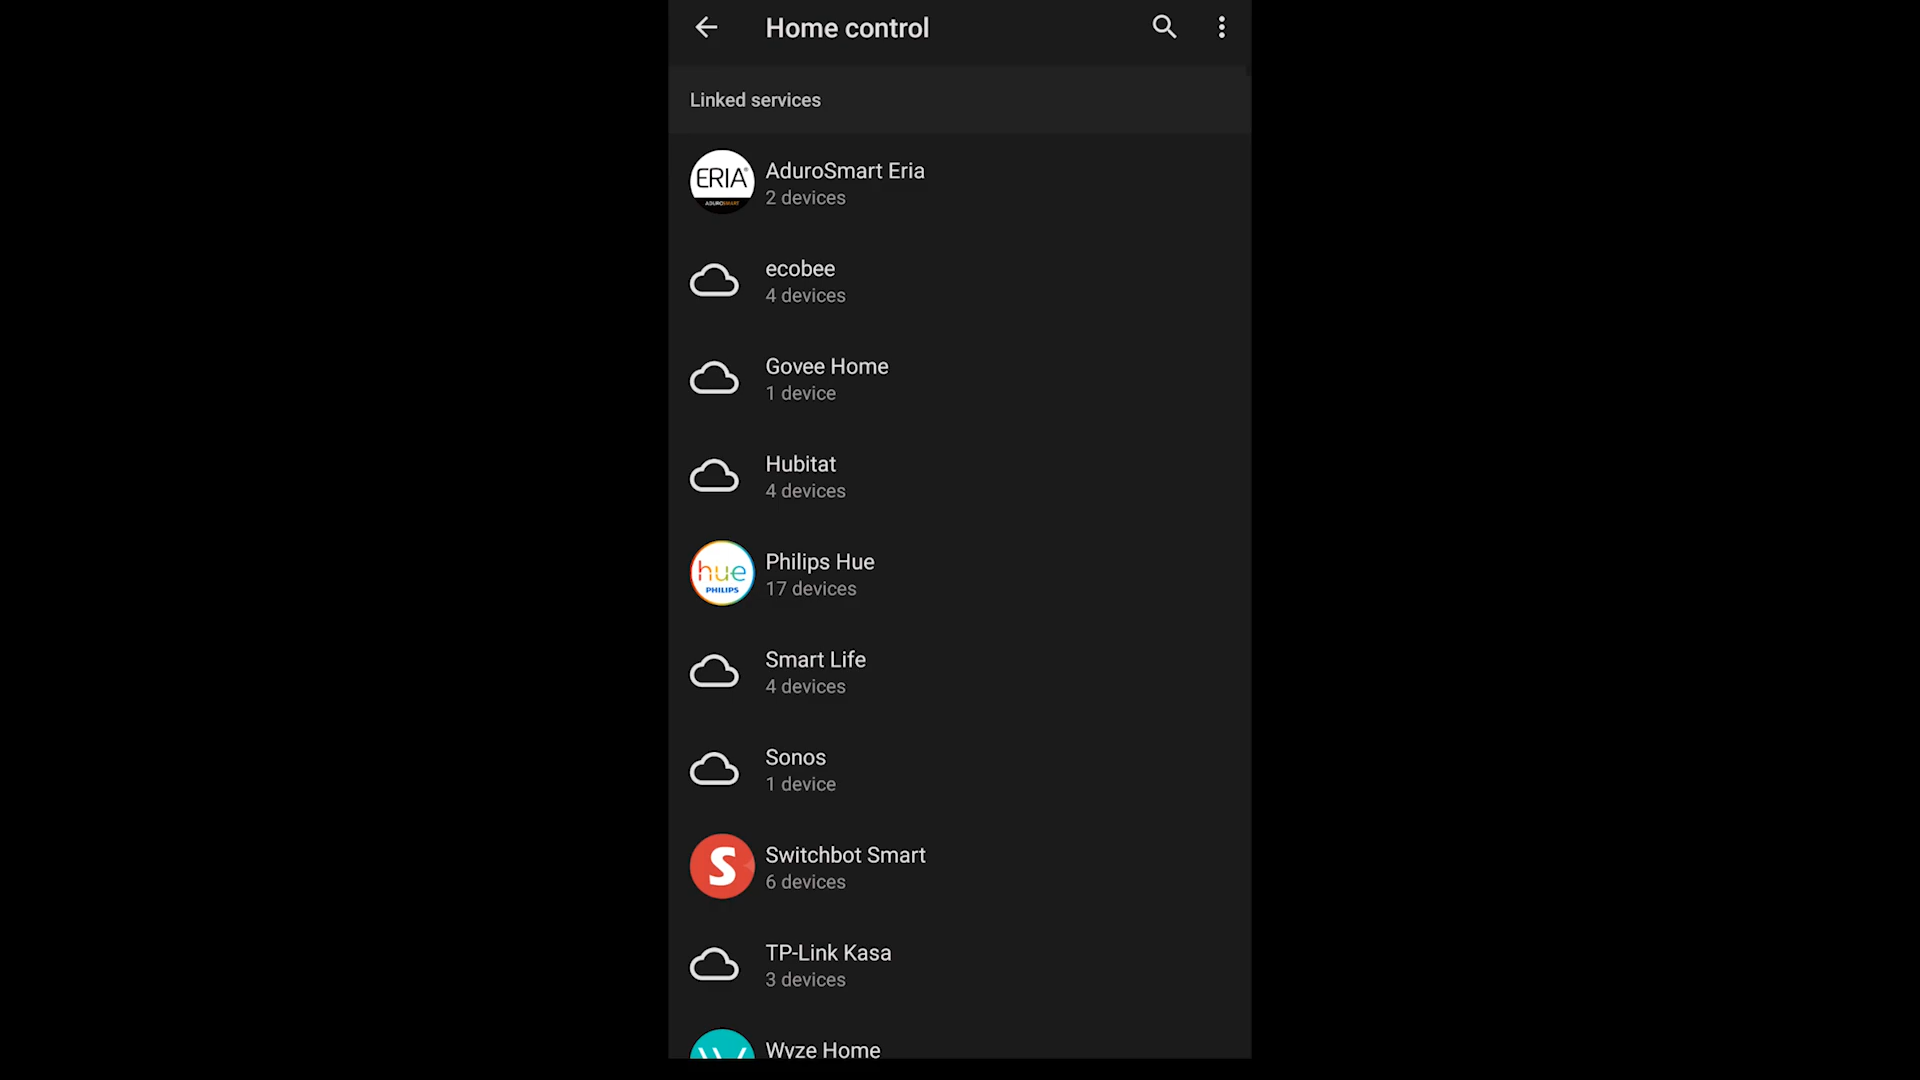 Home control
Linked services
ERIA
ADUROSMART
AduroSmart Eria
2 devices
ecobee
4 devices
Govee Home
1 device
Hubitat
4 devices
hue
PHILIPS
Philips Hue
17 devices
Smart Life
4 devices
Sonos
1 device
S
Switchbot Smart
6 devices
TP-Link Kasa
3 devices
Wyze Home